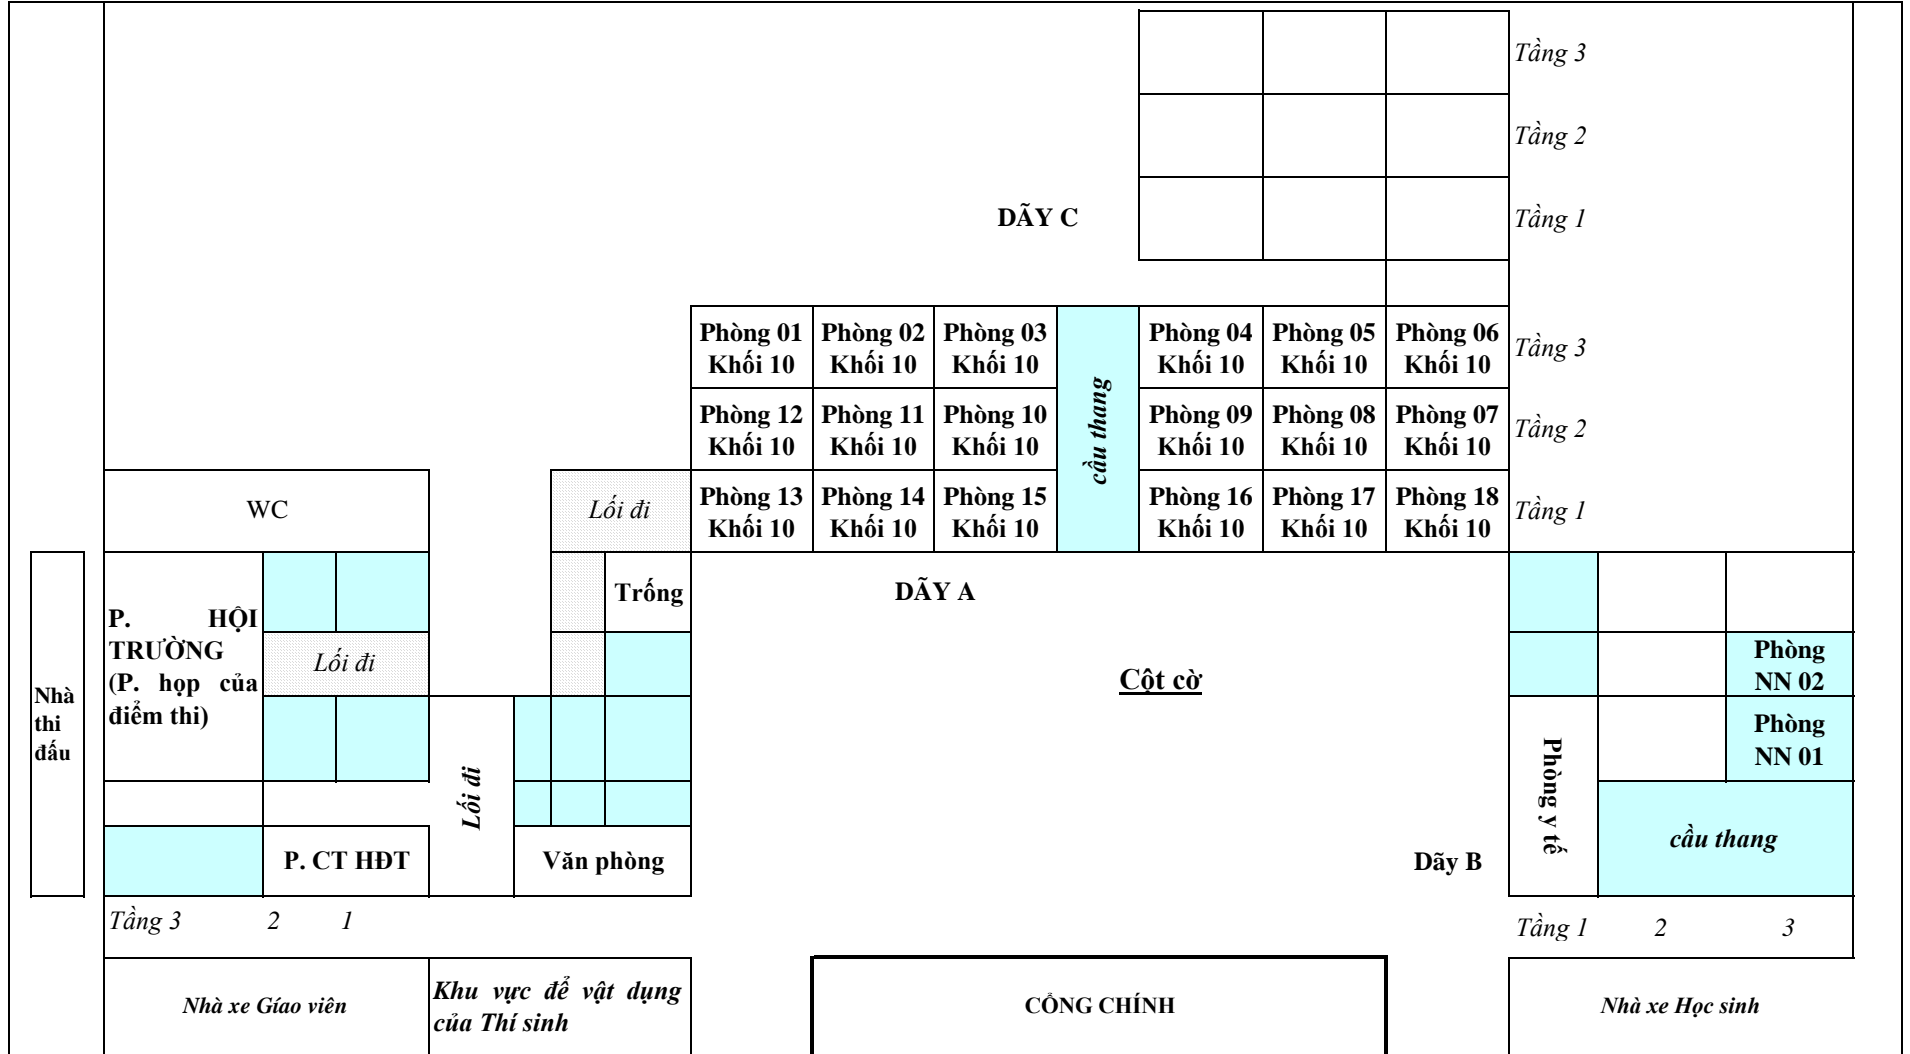 Tầng 3
Tầng 2
DÃY C
Tầng 1
Phòng 01
Khối 10
Phòng 02
Khối 10
Phòng 03
Khối 10
cầu thang
Phòng 04
Khối 10
Phòng 05
Khối 10
Phòng 06
Khối 10
Tầng 3
Phòng 12
Khối 10
Phòng 11
Khối 10
Phòng 10
Khối 10
Phòng 09
Khối 10
Phòng 08
Khối 10
Phòng 07
Khối 10
Tầng 2
WC
Lối đi
Phòng 13
Khối 10
Phòng 14
Khối 10
Phòng 15
Khối 10
Phòng 16
Khối 10
Phòng 17
Khối 10
Phòng 18
Khối 10
Tầng 1
Nhà
thi
đấu
P. HỘI
TRƯỜNG
(P. họp của
điểm thi)
Lối đi
Trống
DÃY A
Cột cờ
Phòng
NN 02
Phòng
NN 01
Lối đi
Phòng y tế
cầu thang
P. CT HĐT
Văn phòng
Dãy B
Tầng 3 2 1
Tầng 1 2 3
Nhà xe Gíao viên
Khu vực để vật dụng
của Thí sinh
CỔNG CHÍNH
Nhà xe Học sinh